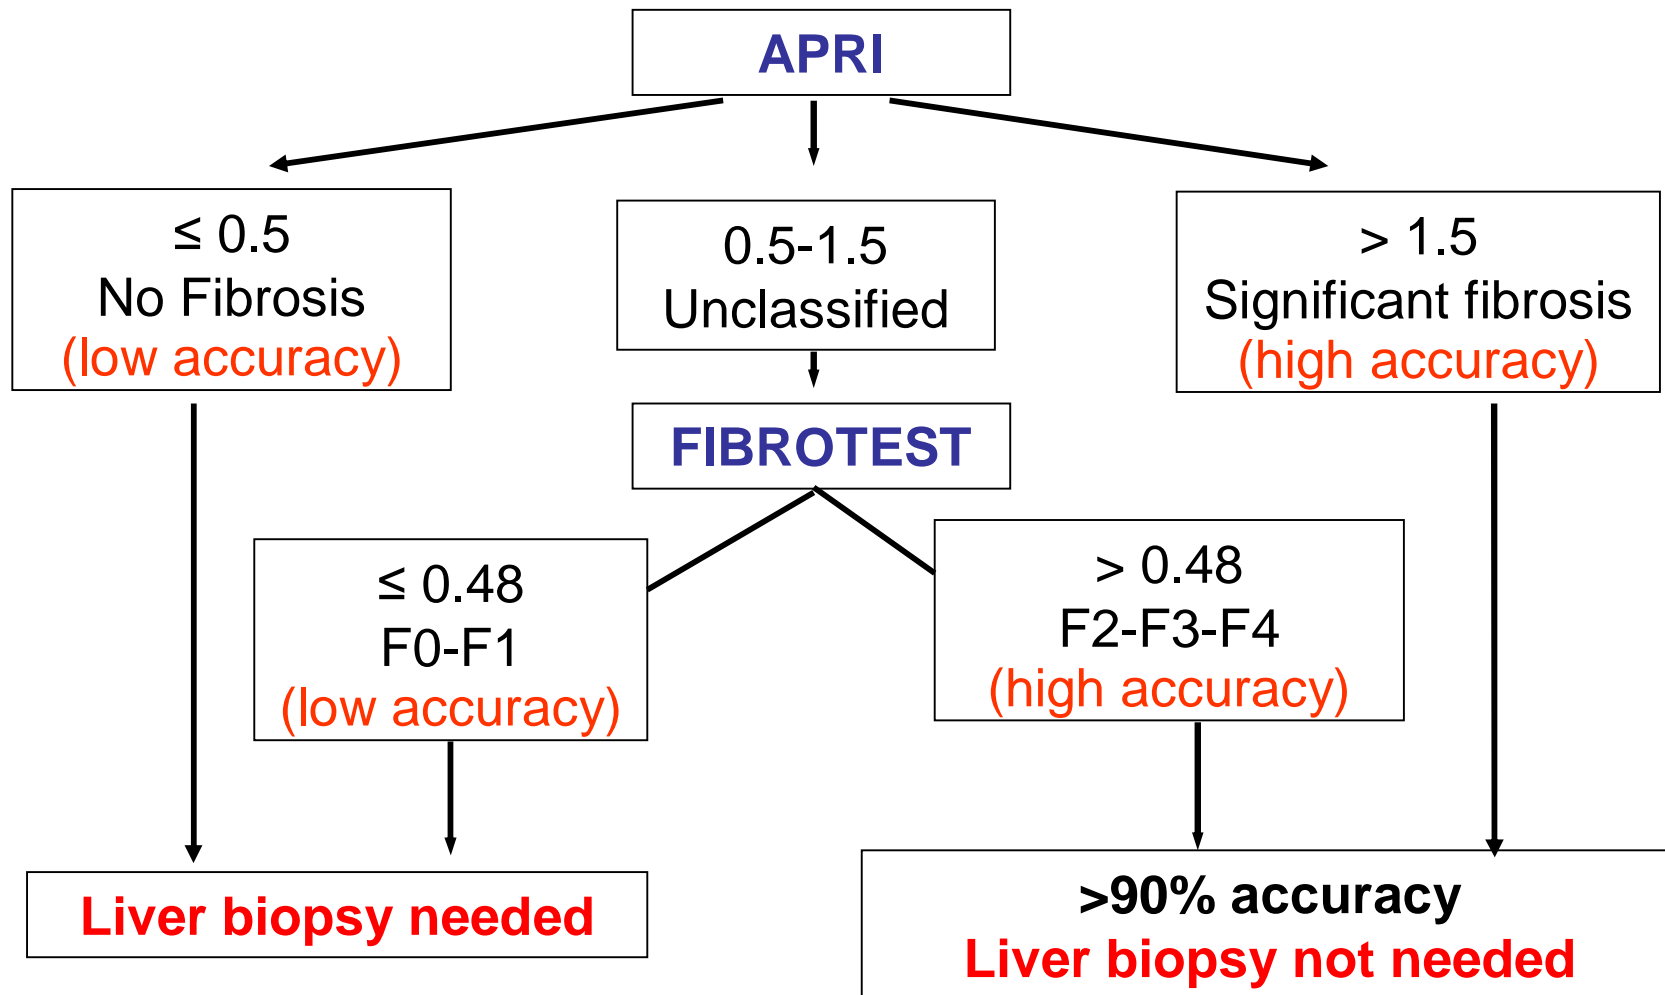 APRI
≤ 0.5
No Fibrosis
(low accuracy)
0.5-1.5
Unclassified
> 1.5
Significant fibrosis
(high accuracy)
FIBROTEST
≤ 0.48
F0-F1
(low accuracy)
> 0.48
F2-F3-F4
(high accuracy)
Liver biopsy needed
>90% accuracy
Liver biopsy not needed